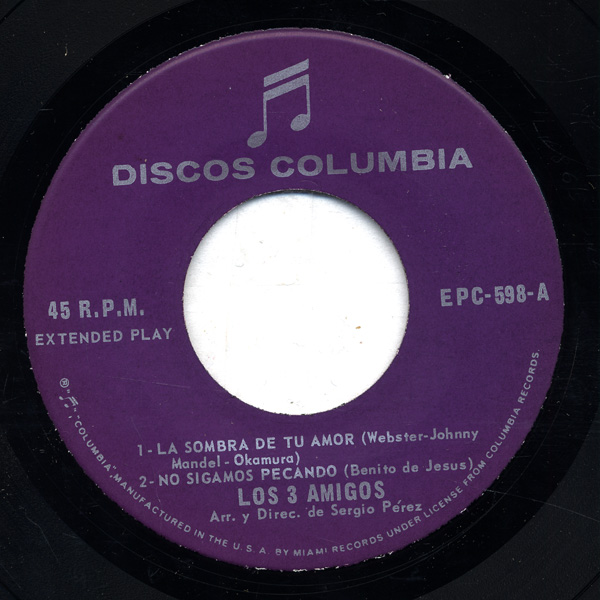 DISCOS COLUMBIA
45 R.P.M.
EXTENDED PLAY
EPC-598-A
1-LA SOMBRA DE TU AMOR (Webster-Johnny
Mandel-Okamura)
2-NO SIGAMOS PECANDO (Benito de Jesus)
LOS 3 AMIGOS
Arr. y Direc. de Sergio Pérez
® "COLUMBIA", MANUFACTURED IN THE U.S.A. BY MIAMI RECORDS UNDER LICENSE FROM COLUMBIA RECORDS.